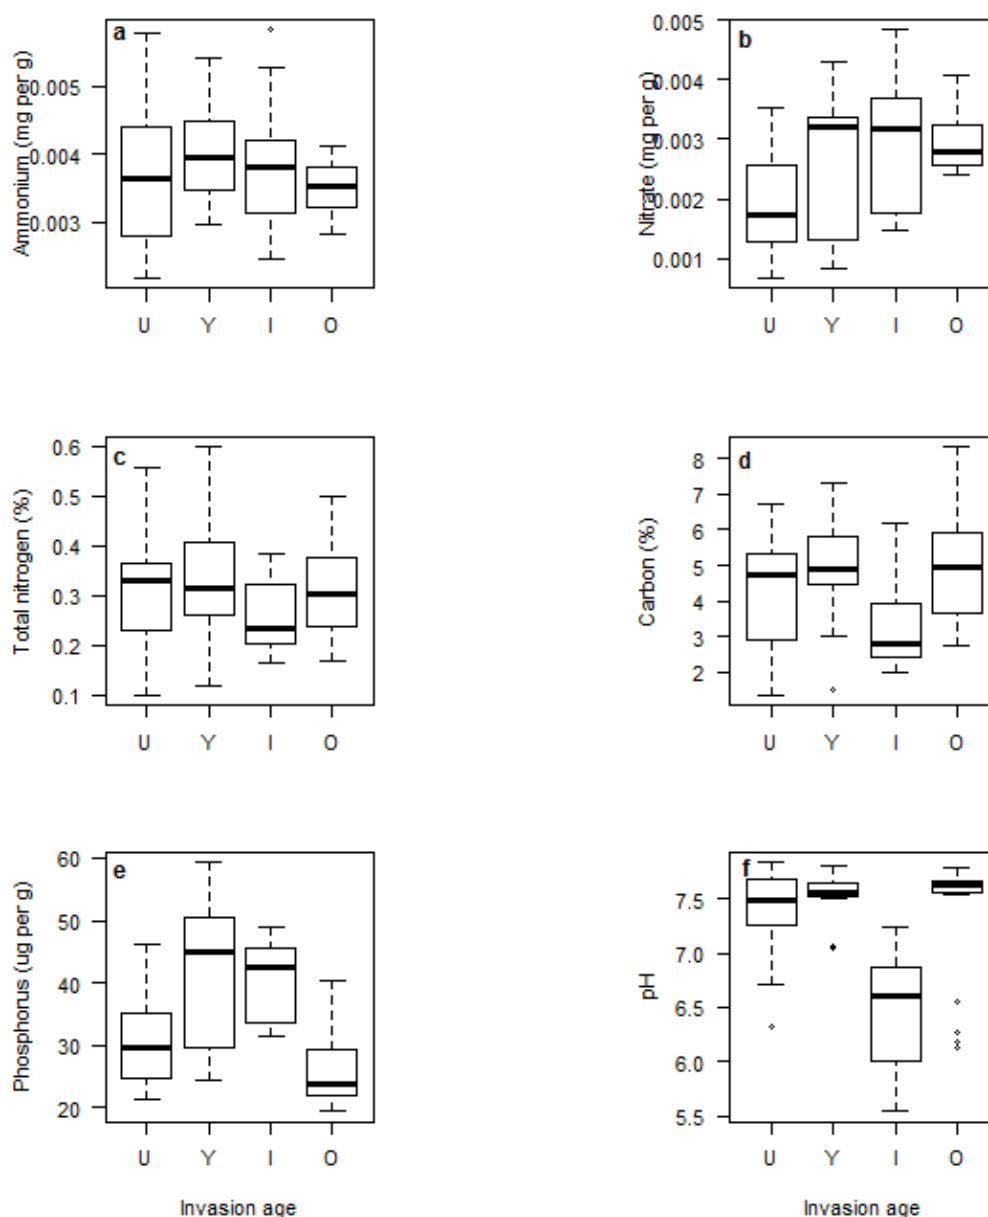 a
Ammonium (mg per g)
0.005
0.004
0.003
U Y I O
b
Nitrate (mg per g)
0.005
0.004
0.003
0.002
0.001
U Y I O
c
Total nitrogen (%)
0.6
0.5
0.4
0.3
0.2
0.1
U Y I O
d
Carbon (%)
8
7
6
5
4
3
2
U Y I O
e
Phosphorus (ug per g)
60
50
40
30
20
U Y I O
Invasion age
f
pH
7.5
7.0
6.5
6.0
5.5
U Y I O
Invasion age